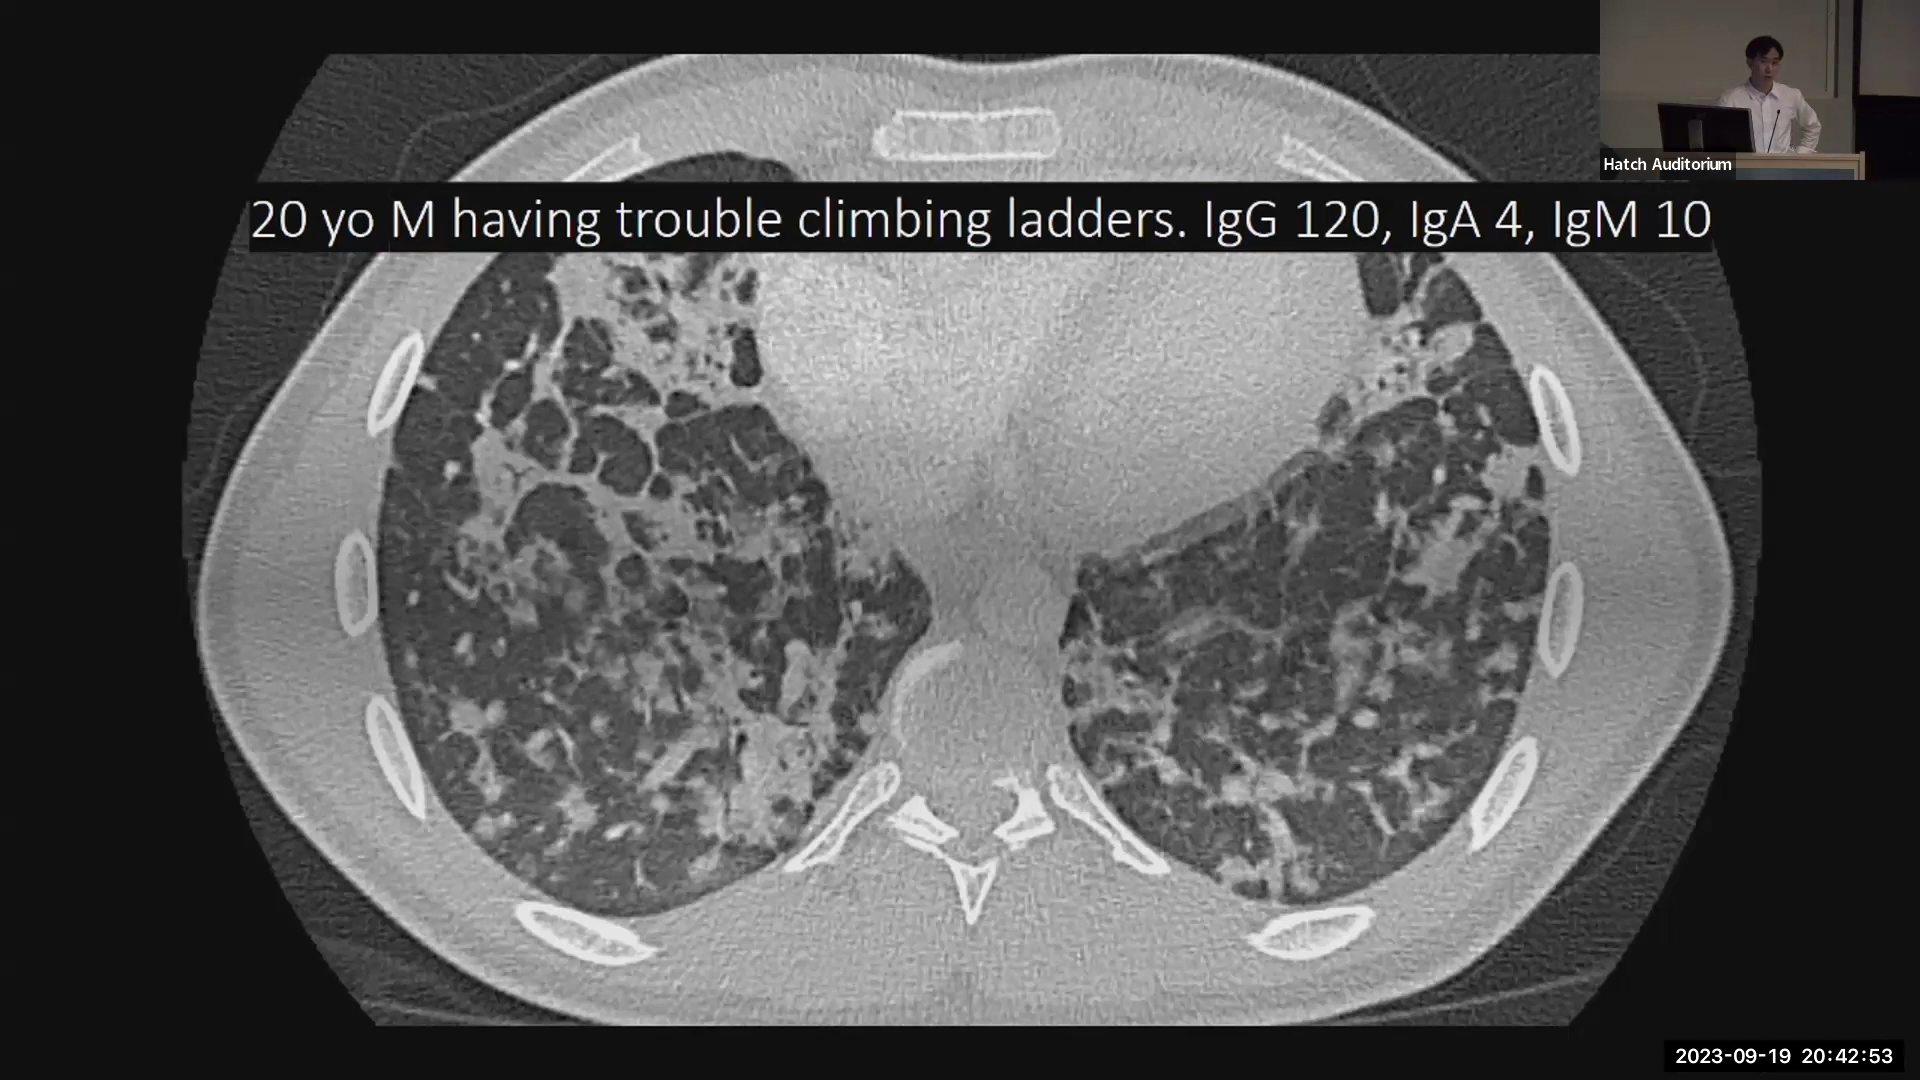 Hatch Auditorium
20 yo M having trouble climbing ladders. IgG 120, IgA 4, IgM 10
2023-09-19 20:42:53